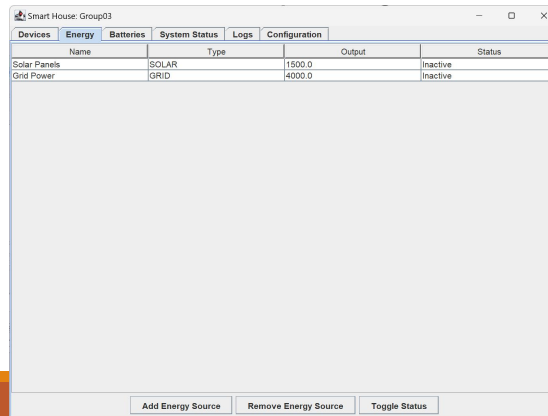 Smart House: Group03
Devices Energy Batteries System Status Logs Configuration
Name Type Output Status
Solar Panels SOLAR 1500.0 Inactive
Grid Power GRID 4000.0 Inactive
Add Energy Source Remove Energy Source Toggle Status